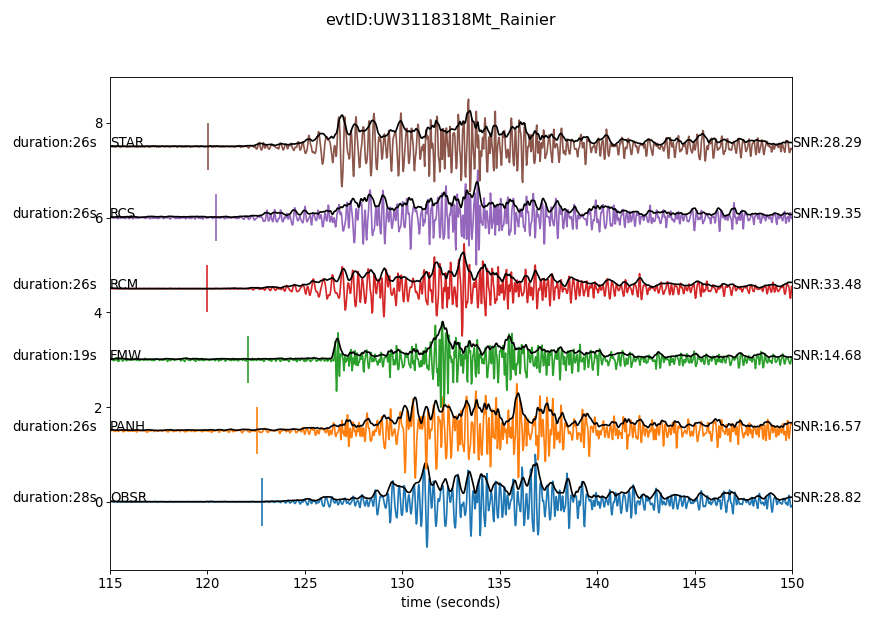 evtID:UW3118318Mt_Rainier
8
duration:26s STAR SNR:28.29
duration:26s RCS SNR:19.35
6
duration:26s RCM SNR:33.48
4
duration:19s FMW SNR:14.68
2
duration:26s PANH SNR:16.57
duration:28s OBSR SNR:28.82
0
115 120 125 130 135 140 145 150
time (seconds)